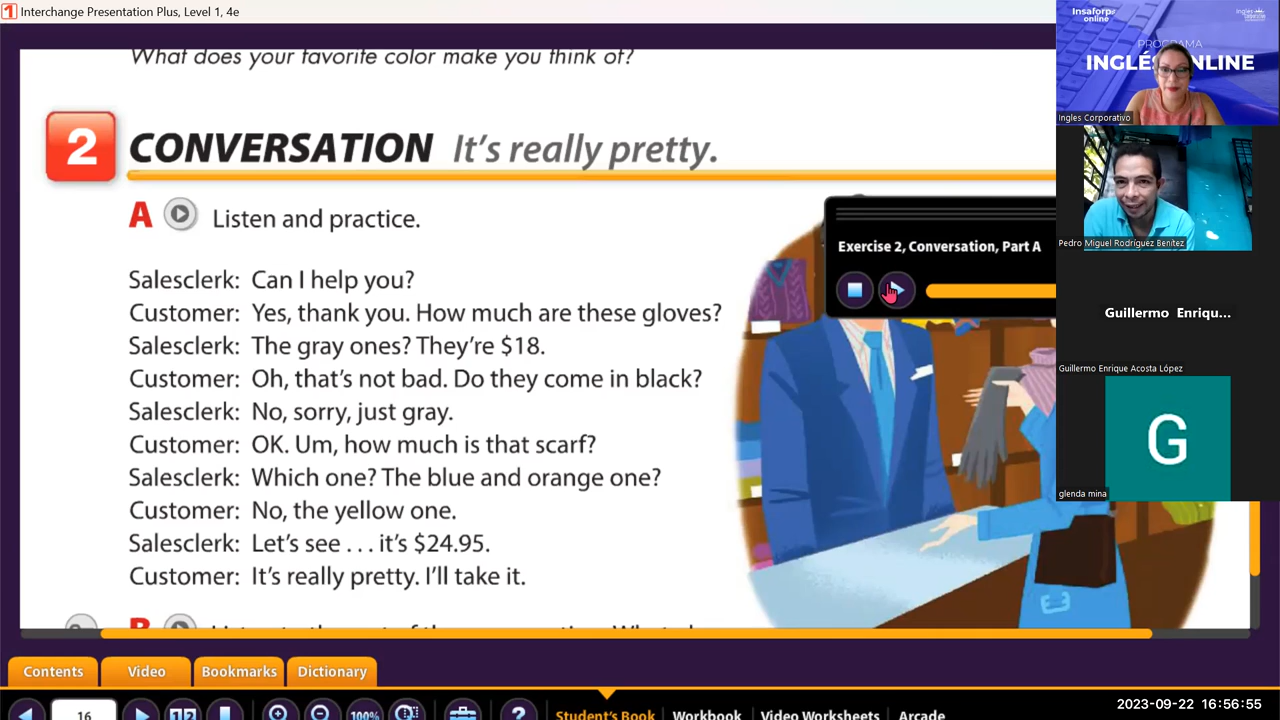 Interchange Presentation Plus, Level 1, 4e
What does your favorite color make you think of?
2 CONVERSATION It's really pretty.
A Listen and practice.
Salesclerk: Can I help you?
Customer: Yes, thank you. How much are these gloves?
Salesclerk: The gray ones? They're $18.
Customer: Oh, that's not bad. Do they come in black?
Salesclerk: No, sorry, just gray.
Customer: OK. Um, how much is that scarf?
Salesclerk: Which one? The blue and orange one?
Customer: No, the yellow one.
Salesclerk: Let's see . . . it's $24.95.
Customer: It's really pretty. I'll take it.
Exercise 2, Conversation, Part A
Insaforp online
PROGRAMA
INGLÉS ONLINE
Ingles Corporativo
Pedro Miguel Rodríguez Benitez
Guillermo Enriqu...
Guillermo Enrique Acosta López
G
glenda mina
Contents Video Bookmarks Dictionary
16 1 2 100% ? Student's Book Workbook Video Worksheets Arcade
2023-09-22 16:56:55